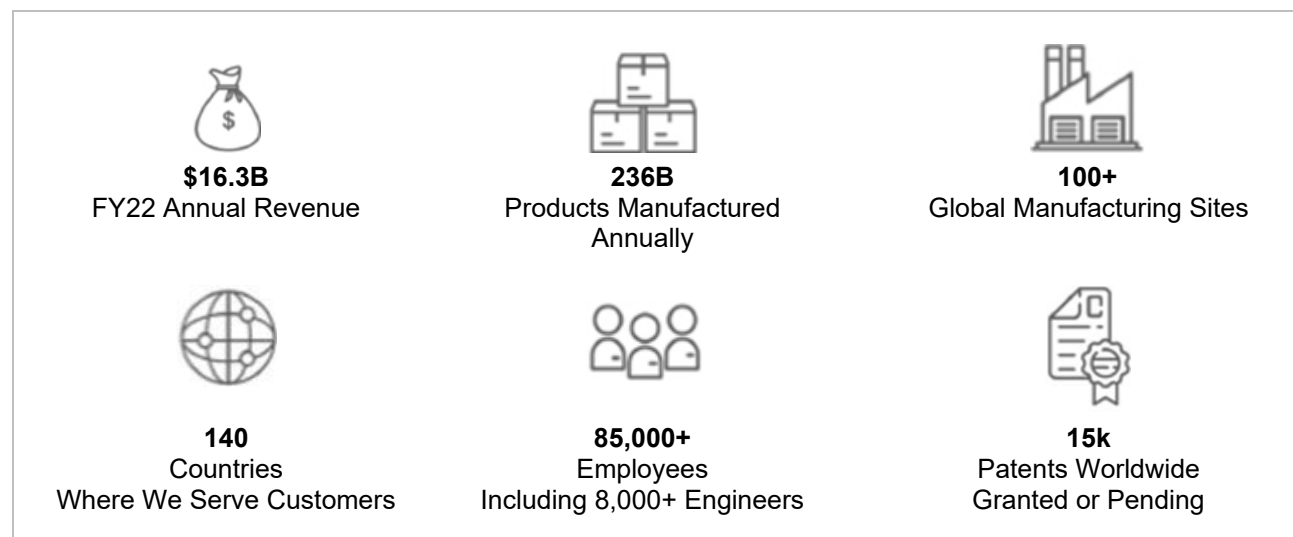 $
$16.3B
FY22 Annual Revenue
236B
Products Manufactured
Annually
100+
Global Manufacturing Sites
140
Countries
Where We Serve Customers
85,000+
Employees
Including 8,000+ Engineers
15k
Patents Worldwide
Granted or Pending